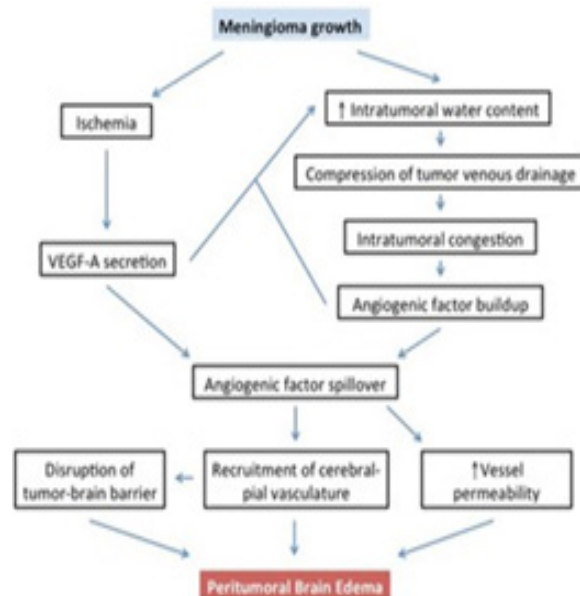 Meningioma growth
Ischemia
↑ Intratumoral water content
Compression of tumor venous drainage
Intratumoral congestion
VEGF-A secretion
Angiogenic factor buildup
Angiogenic factor spillover
Disruption of
tumor-brain barrier
Recruitment of cerebral-
pial vasculature
↑Vessel
permeability
Peritumoral Brain Edema